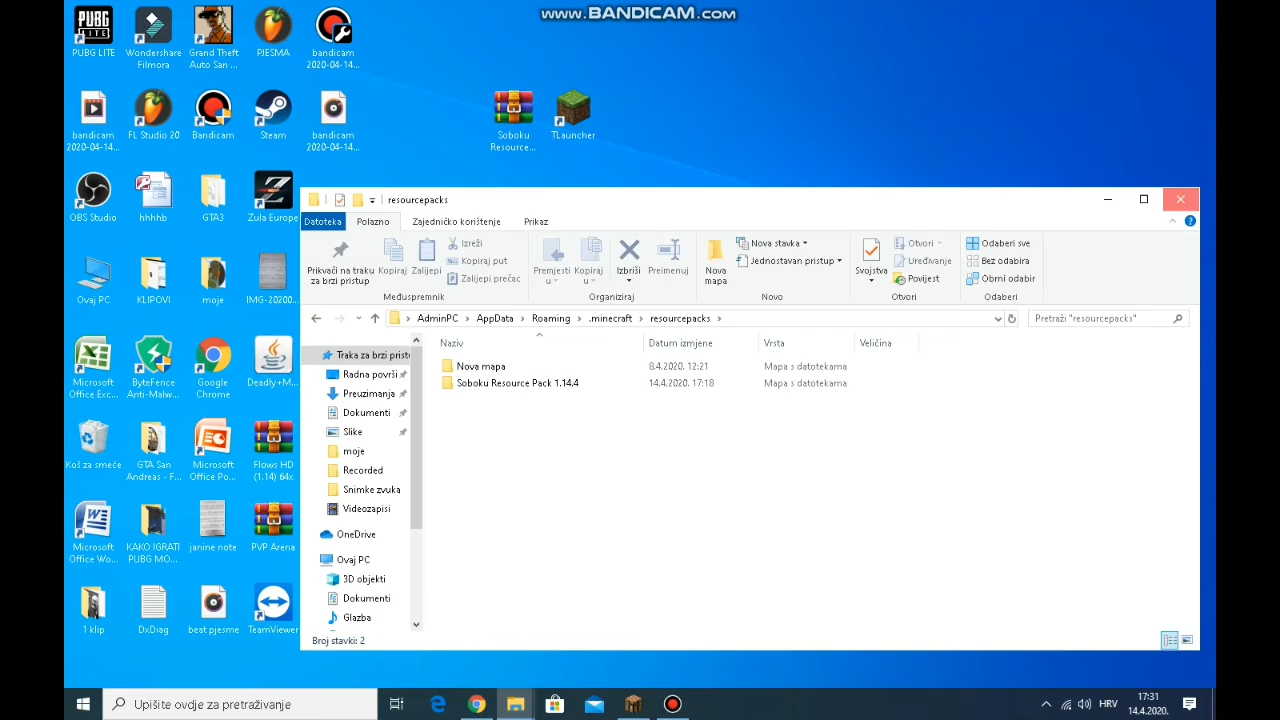 www.BANDICAM.com
PUBG LITE
Wondershare
Filmora
Grand Theft
Auto San ...
PJESMA
bandicam
2020-04-14...
bandicam
2020-04-14...
FL Studio 20
Bandicam
Steam
bandicam
2020-04-14...
Soboku
Resource...
TLauncher
OBS Studio
hhhhb
GTA3
Zula Europe
Ovaj PC
KLIPOVI
moje
IMG-20200...
Microsoft
Office Exc...
ByteFence
Anti-Malw...
Google
Chrome
Deadly+M...
Koš za smeće
GTA San
Andreas - F...
Microsoft
Office Po...
Flows HD
(1.14) 64x
Microsoft
Office Wo...
KAKO IGRATI
PUBG MO...
janine note
PVP Arena
1 klip
DxDiag
beat pjesme
TeamViewer
resourcepacks
Datoteka
Polazno
Zajedničko korištenje
Prikaz
Prikvači na traku
za brzi pristup
Kopiraj
Zalijepi
Izreži
Kopiraj put
Zalijepi prečac
Međuspremnik
Premjesti
u
Kopiraj
u
Izbriši
Preimenuj
Organiziraj
Nova
mapa
Nova stavka
Jednostavan pristup
Novo
Svojstva
Otvori
Uređivanje
Povijest
Otvori
Odaberi sve
Bez odabira
Obrni odabir
Odaberi
AdminPC
AppData
Roaming
.minecraft
resourcepacks
Pretraži "resourcepacks"
Naziv
Datum izmjene
Vrsta
Veličina
Nova mapa
8.4.2020. 12:21
Mapa s datotekama
Soboku Resource Pack 1.14.4
14.4.2020. 17:18
Mapa s datotekama
Traka za brzi pristu
Radna površi
Preuzimanja
Dokumenti
Slike
moje
Recorded
Snimke zvuka
Videozapisi
OneDrive
Ovaj PC
3D objekti
Dokumenti
Glazba
Broj stavki: 2
Upišite ovdje za pretraživanje
HRV
17:31
14.4.2020.